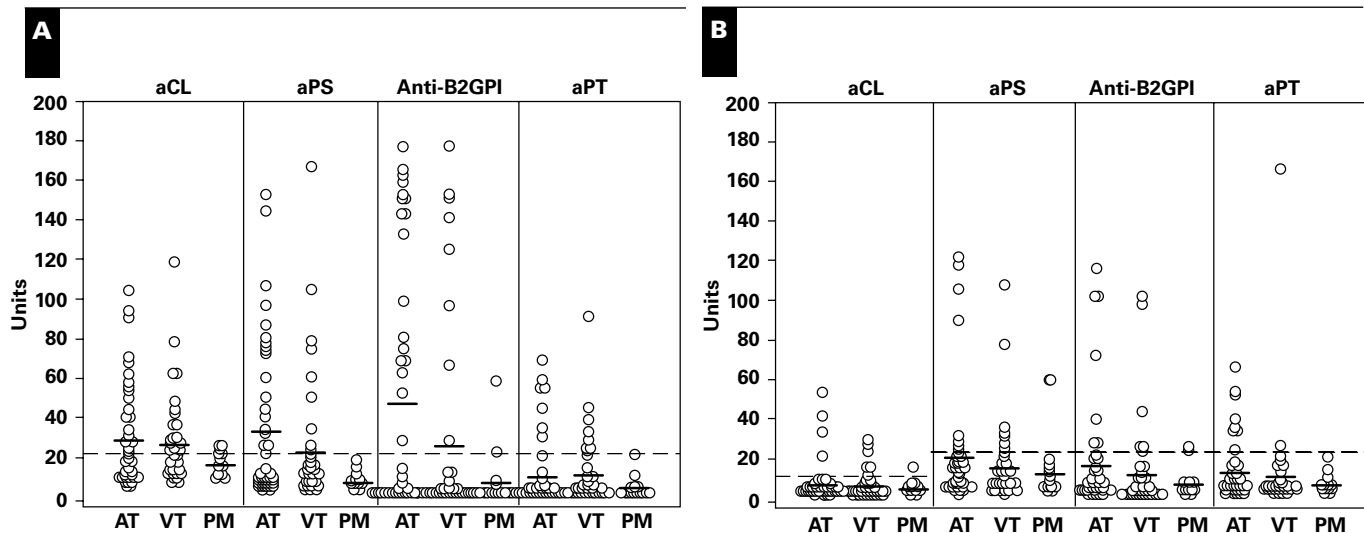 A
aCL aPS Anti-B2GPI aPT
200
180
160
140
120
100
80
60
40
20
0
Units
AT VT PM AT VT PM AT VT PM AT VT PM
B
aCL aPS Anti-B2GPI aPT
200
180
160
140
120
100
80
60
40
20
0
Units
AT VT PM AT VT PM AT VT PM AT VT PM